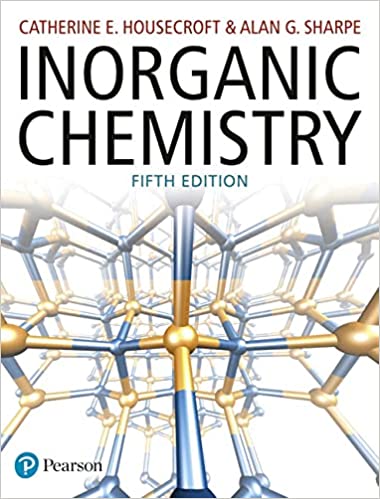 CATHERINE E. HOUSECROFT & ALAN G. SHARPE
INORGANIC
CHEMISTRY
FIFTH EDITION
P Pearson